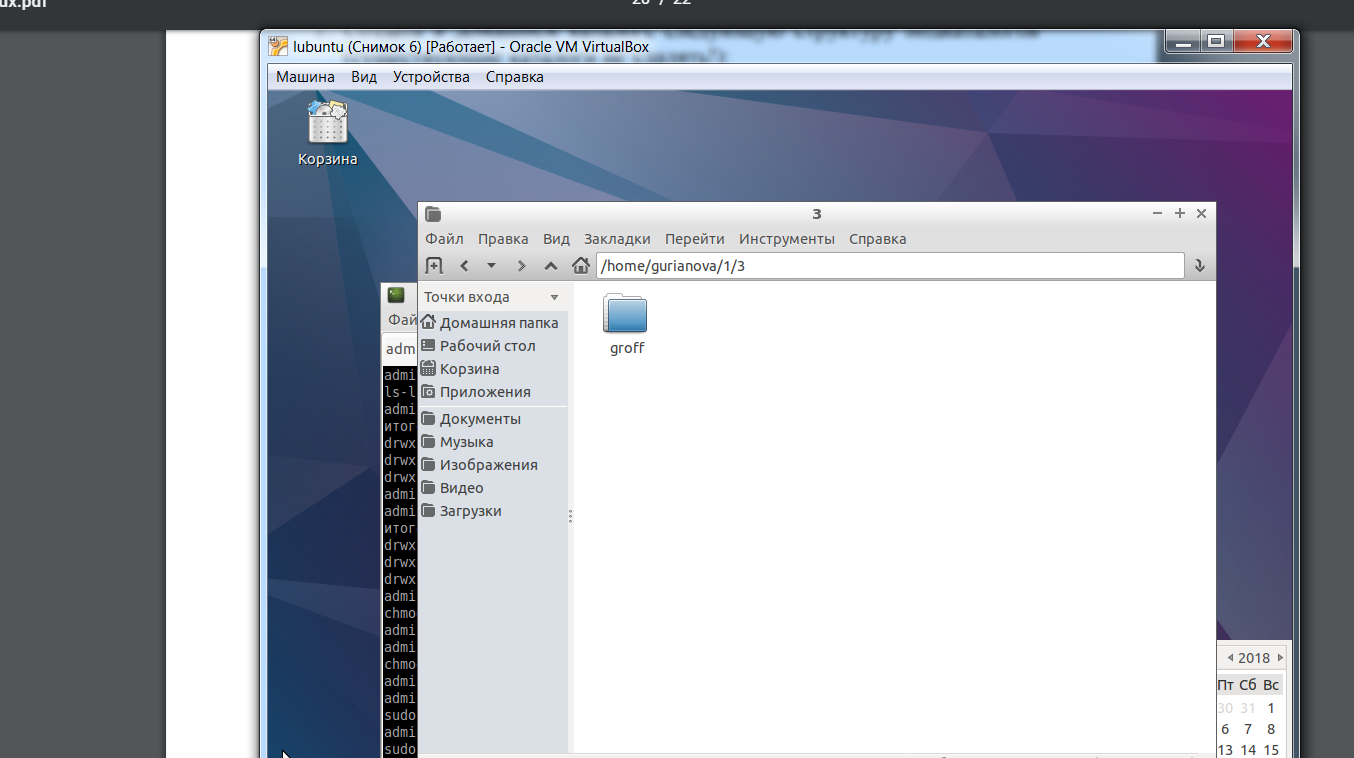 ux.pdf
20 / 22
lubuntu (Снимок 6) [Работает] - Oracle VM VirtualBox
Машина Вид Устройства Справка
Корзина
3
Файл Правка Вид Закладки Перейти Инструменты Справка
/home/gurianova/1/3
Точки входа
Домашняя папка
Рабочий стол
Корзина
Приложения
Документы
Музыка
Изображения
Видео
Загрузки
groff
Фай
adm
admi
ls-l
admi
итог
drwx
drwx
drwx
admi
admi
итог
drwx
drwx
drwx
admi
chmo
admi
admi
chmo
admi
admi
sudo
admi
sudo
2018
Пт Сб Вс
30 31 1
6 7 8
13 14 15